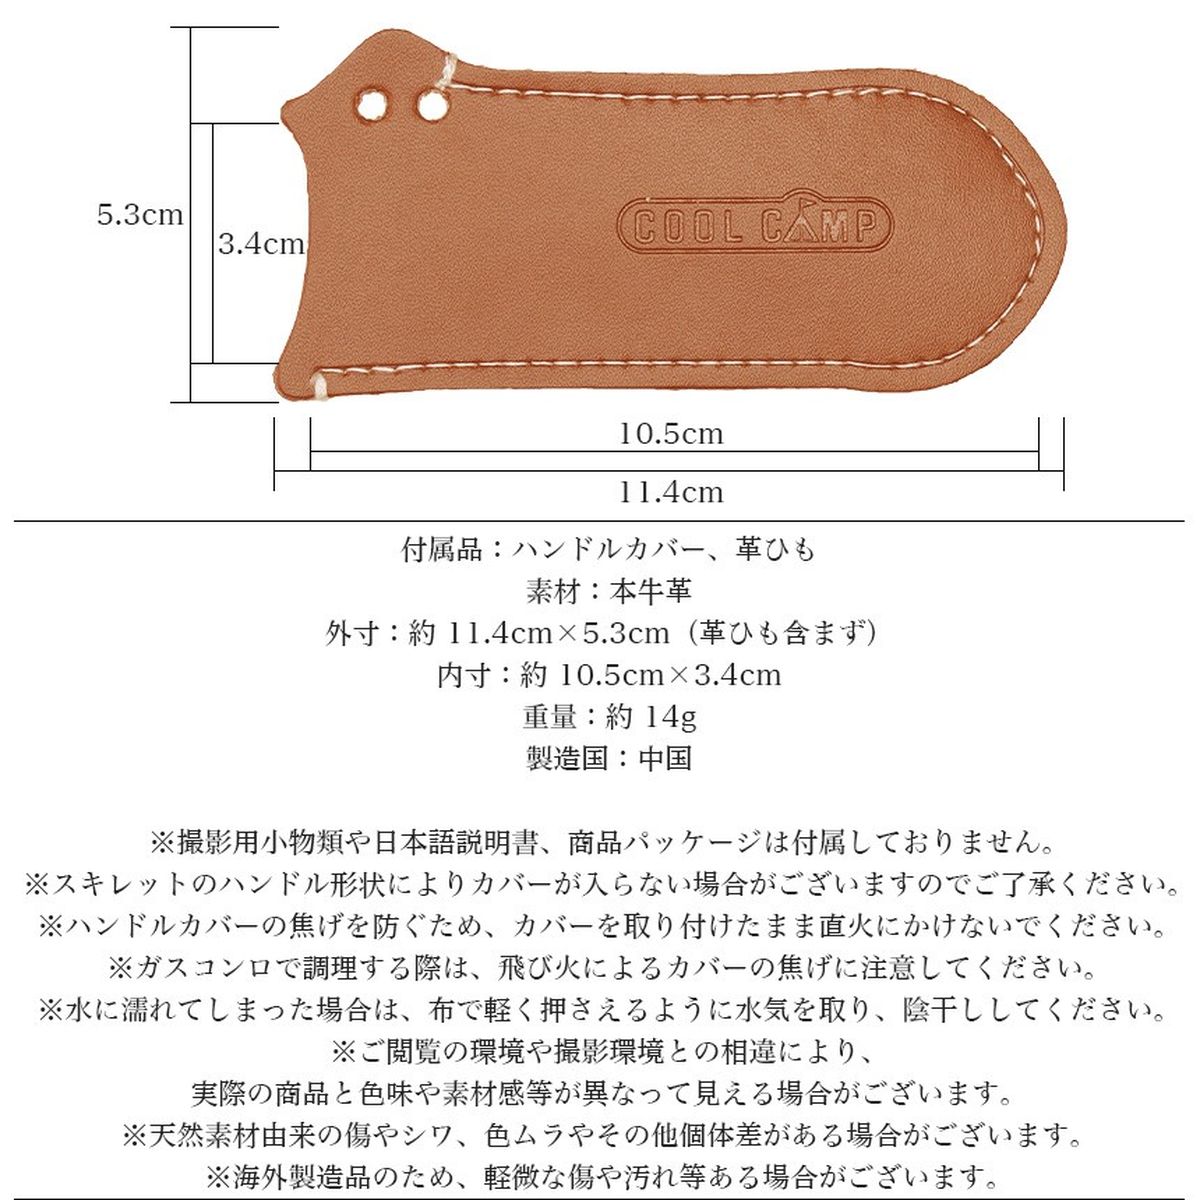 COOL CAMP
5.3cm
3.4cm
10.5cm
11.4cm
付属品：ハンドルカバー、革ひも
素材：本牛革
外寸：約 11.4cm×5.3cm（革ひも含まず）
内寸：約 10.5cm×3.4cm
重量：約 14g
製造国：中国
※撮影用小物類や日本語説明書、商品パッケージは付属しておりません。
※スキレットのハンドル形状によりカバーが入らない場合がございますのでご了承ください。
※ハンドルカバーの焦げを防ぐため、カバーを取り付けたまま直火にかけないでください。
※ガスコンロで調理する際は、飛び火によるカバーの焦げに注意してください。
※水に濡れてしまった場合は、布で軽く押さえるように水気を取り、陰干ししてください。
※ご閲覧の環境や撮影環境との相違により、
実際の商品と色味や素材感等が異なって見える場合がございます。
※天然素材由来の傷やシワ、色ムラやその他個体差がある場合がございます。
※海外製造品のため、軽微な傷や汚れ等ある場合がございます。